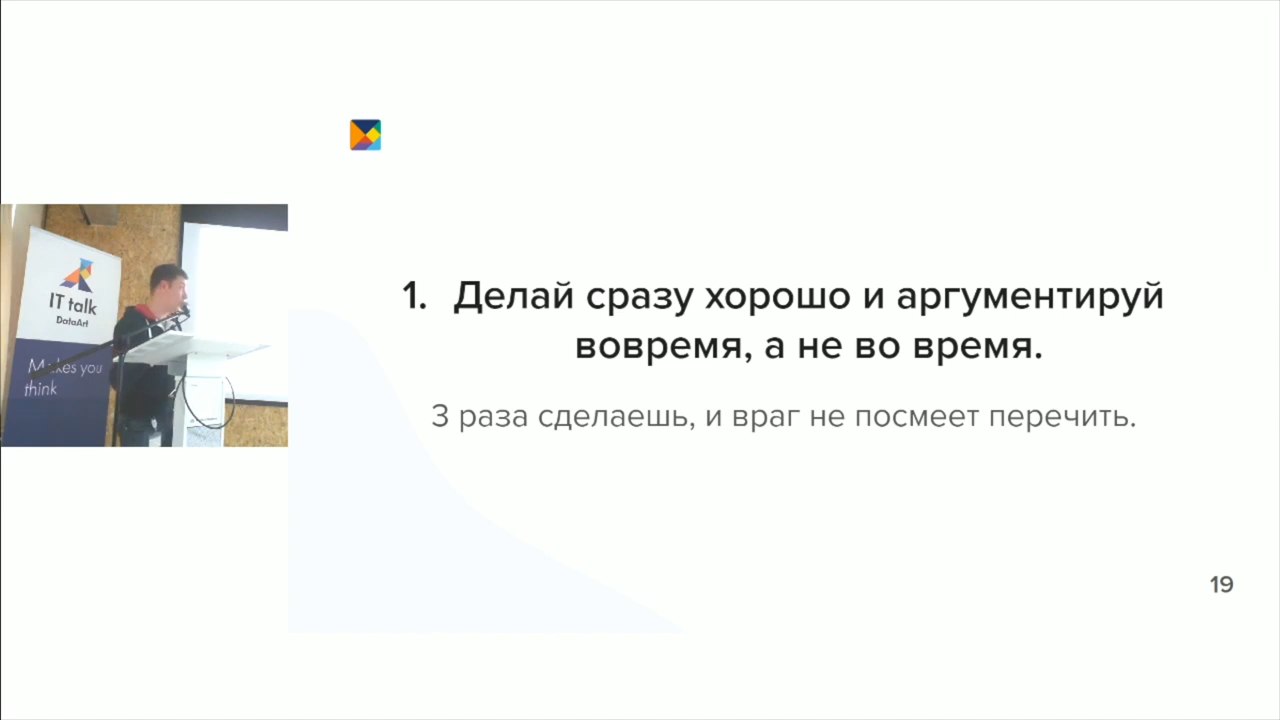 1. Делай сразу хорошо и аргументируй
вовремя, а не во время.
3 раза сделаешь, и враг не посмеет перечить.
19
IT talk
DataArt
Makes you
think